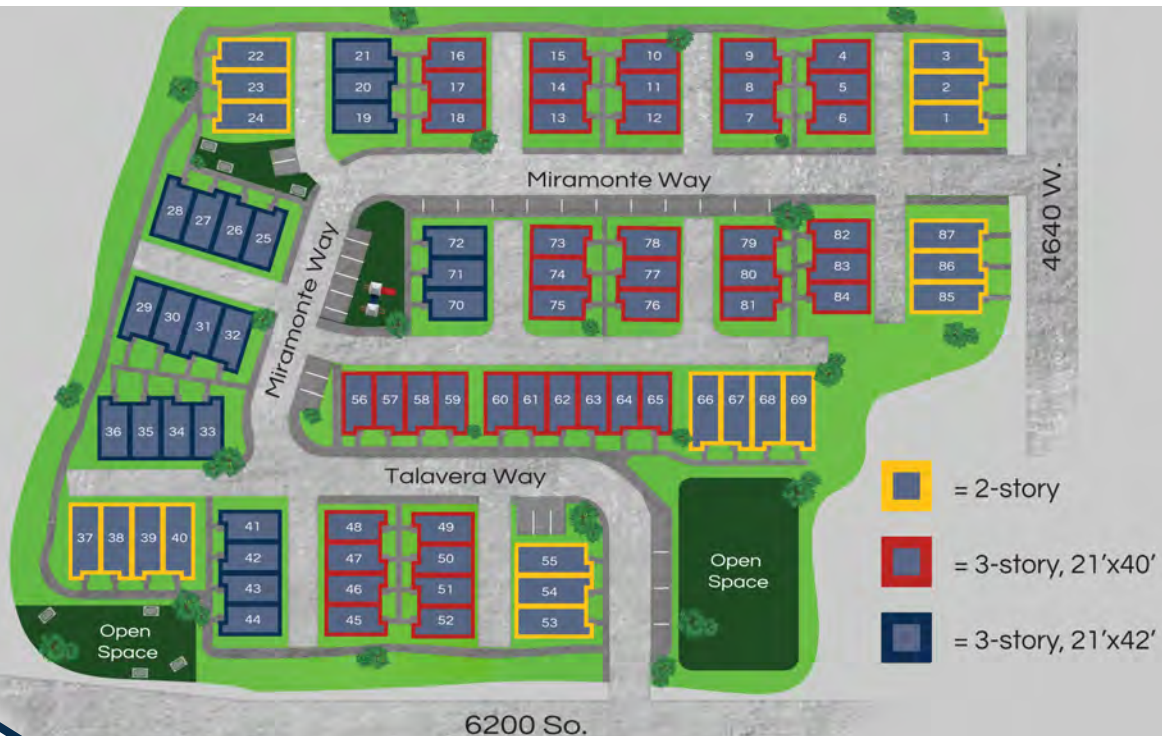 22 21 16 15 10 9 4 3
23 20 17 14 11 8 5 2
24 19 18 13 12 7 6 1
Miramonte Way
4640 W.
28 27 26 25
Miramonte Way
72 73 78 79 82 87
71 74 77 80 83 86
70 75 76 81 84 85
29 30 31 32
56 57 58 59 60 61 62 63 64 65 66 67 68 69
36 35 34 33
Talavera Way
37 38 39 40
41 48 49
42 47 50 55
43 46 51 54
44 45 52 53
Open
Space
Open
Space
= 2-story
= 3-story, 21'x40'
= 3-story, 21'x42'
6200 So.